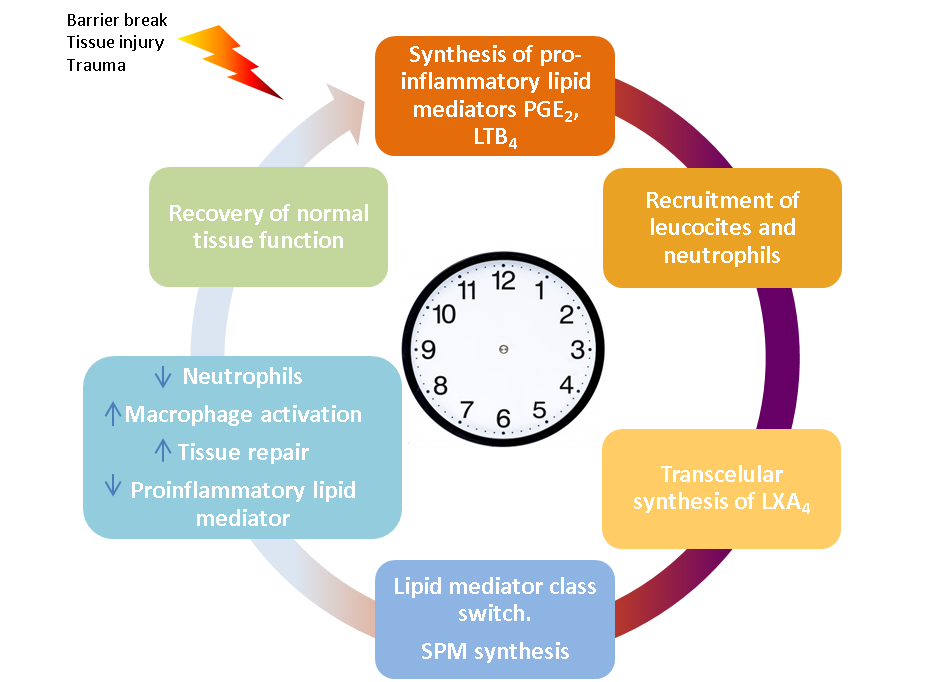 Barrier break
Tissue injury
Trauma
Synthesis of pro-
inflammatory lipid
mediators PGE₂,
LTB₄
Recruitment of
leucocites and
neutrophils
Transcelular
synthesis of LXA₄
Lipid mediator class
switch.
SPM synthesis
↓ Neutrophils
↑ Macrophage activation
↑ Tissue repair
↓ Proinflammatory lipid
mediator
Recovery of normal
tissue function
12
1
2
3
4
5
6
7
8
9
10
11